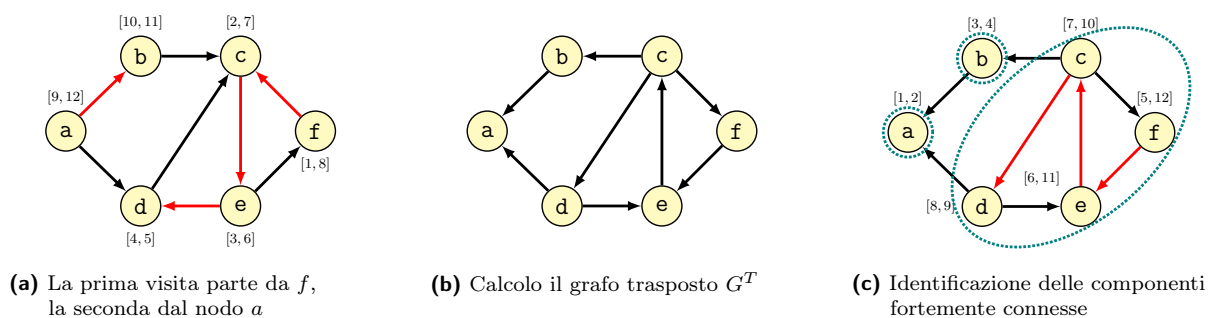 [10, 11]
[2, 7]
b
c
[9, 12]
a
f
[1, 8]
d
e
[4, 5]
[3, 6]
(a) La prima visita parte da f,
la seconda dal nodo a
b
c
a
f
d
e
(b) Calcolo il grafo trasposto G^T
[3, 4]
[7, 10]
b
c
[1, 2]
[5, 12]
a
f
[6, 11]
d
e
[8, 9]
(c) Identificazione delle componenti
fortemente connesse